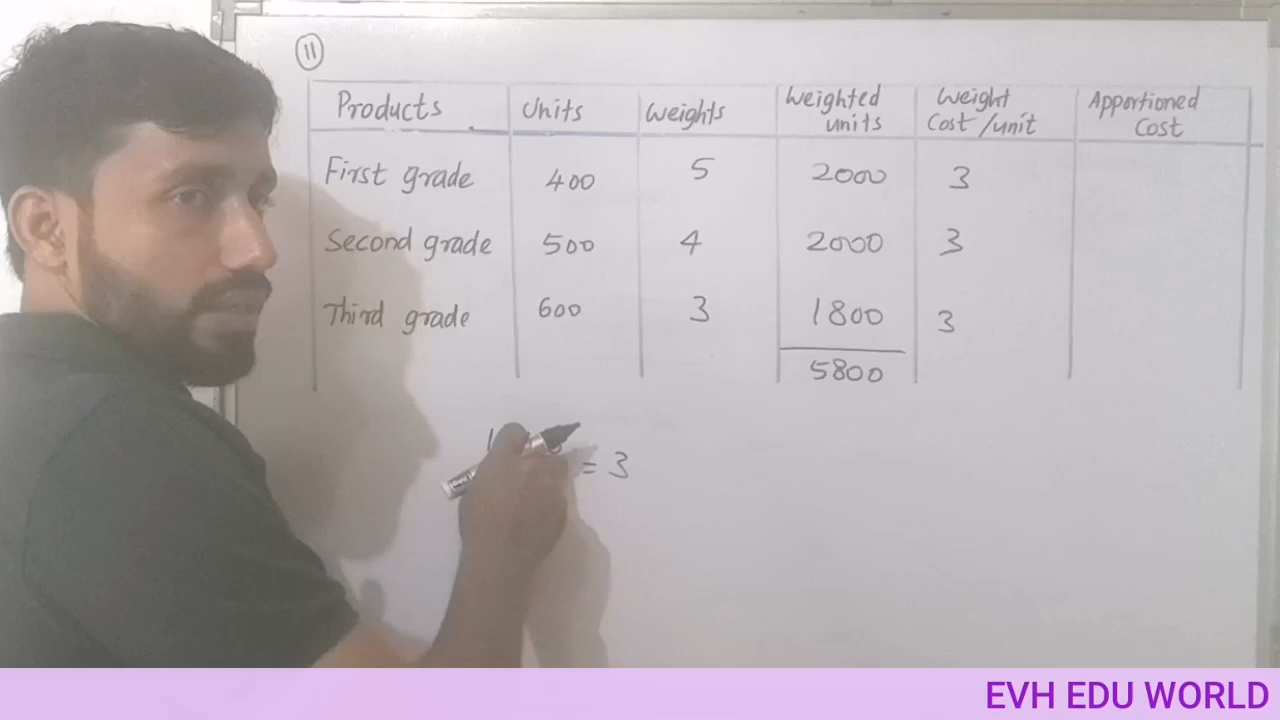 11
Products Units Weights Weighted units Weight Cost/unit Apportioned Cost
First grade 400 5 2000 3
Second grade 500 4 2000 3
Third grade 600 3 1800 3
5800
= 3
EVH EDU WORLD